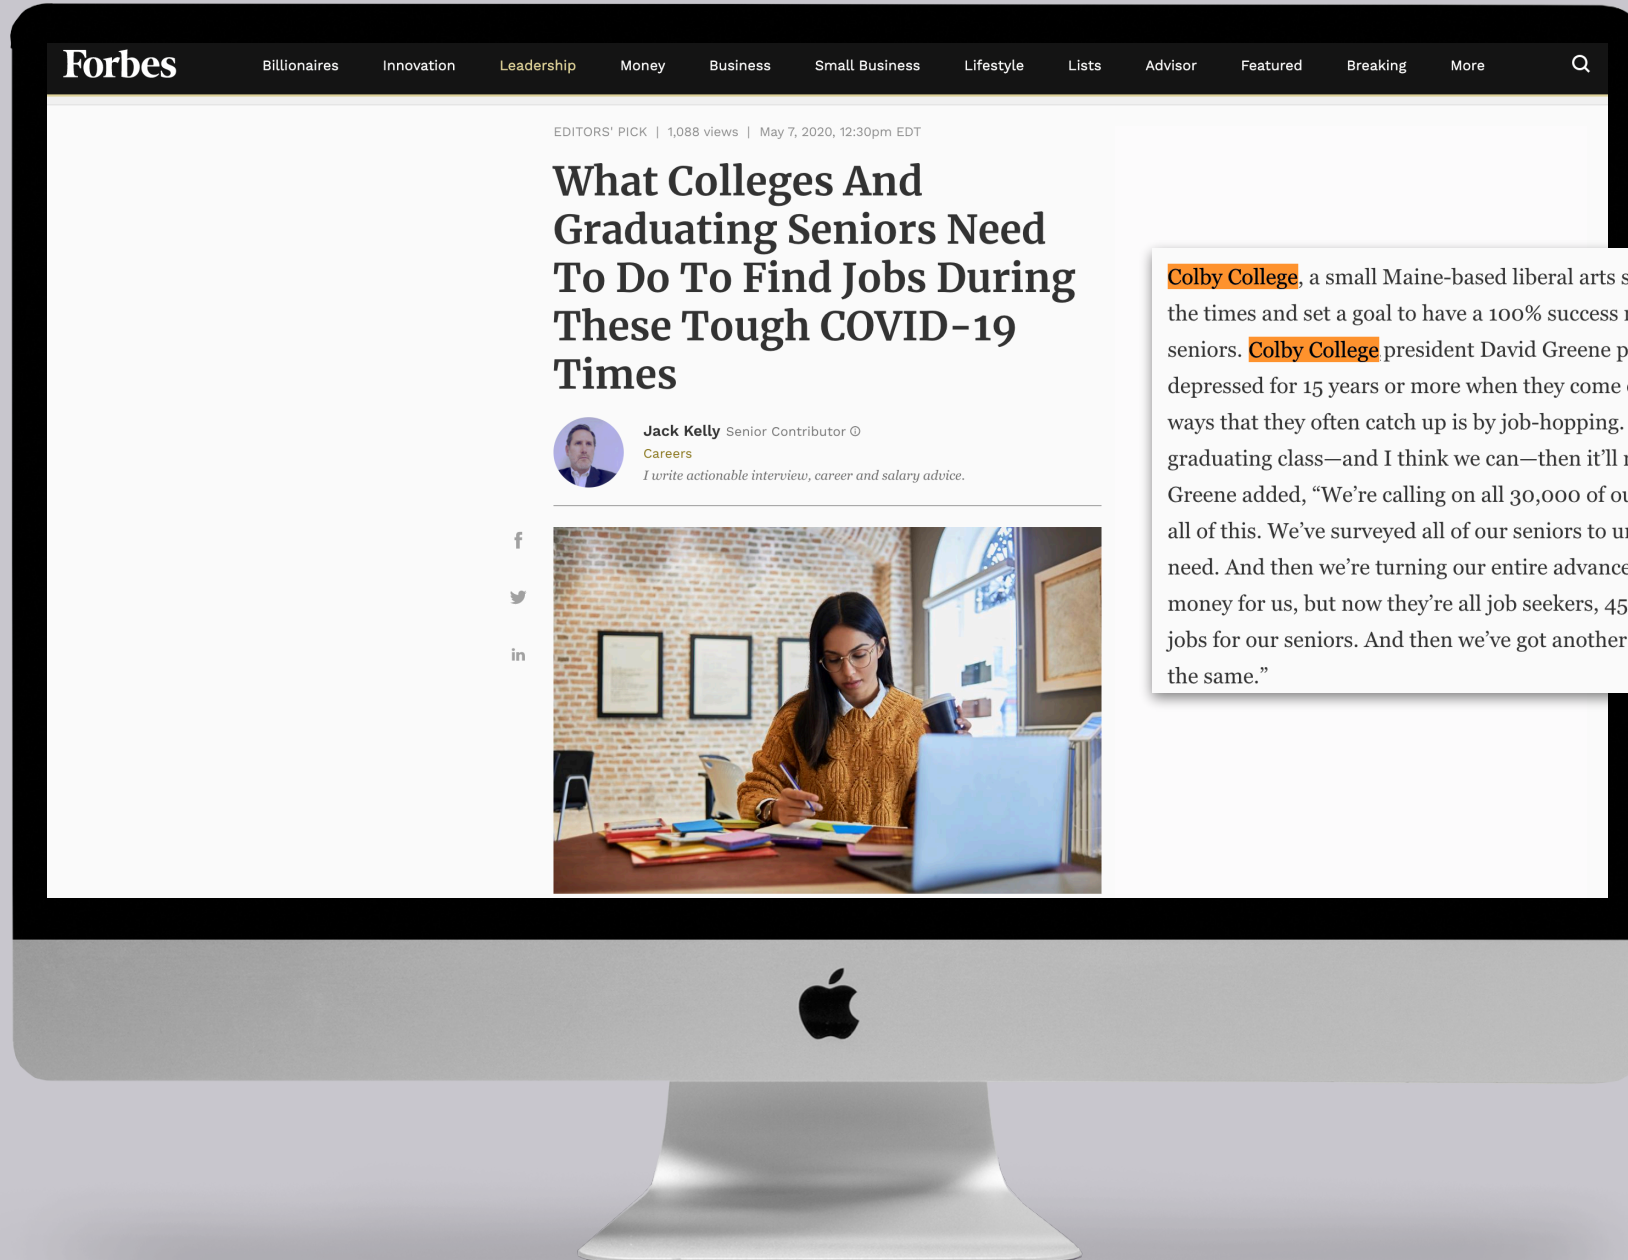 Forbes
Billionaires Innovation Leadership Money Business Small Business Lifestyle Lists Advisor Featured Breaking More
EDITORS' PICK | 1,088 views | May 7, 2020, 12:30pm EDT
What Colleges And
Graduating Seniors Need
To Do To Find Jobs During
These Tough COVID-19
Times
Jack Kelly Senior Contributor
Careers
I write actionable interview, career and salary advice.
Colby College, a small Maine-based liberal arts
the times and set a goal to have a 100% success
seniors. Colby College president David Greene
depressed for 15 years or more when they come
ways that they often catch up is by job-hopping.
graduating class—and I think we can—then it'll
Greene added, “We're calling on all 30,000 of
all of this. We've surveyed all of our seniors to
need. And then we're turning our entire
money for us, but now they're all job seekers, 45
jobs for our seniors. And then we've got another
the same.”